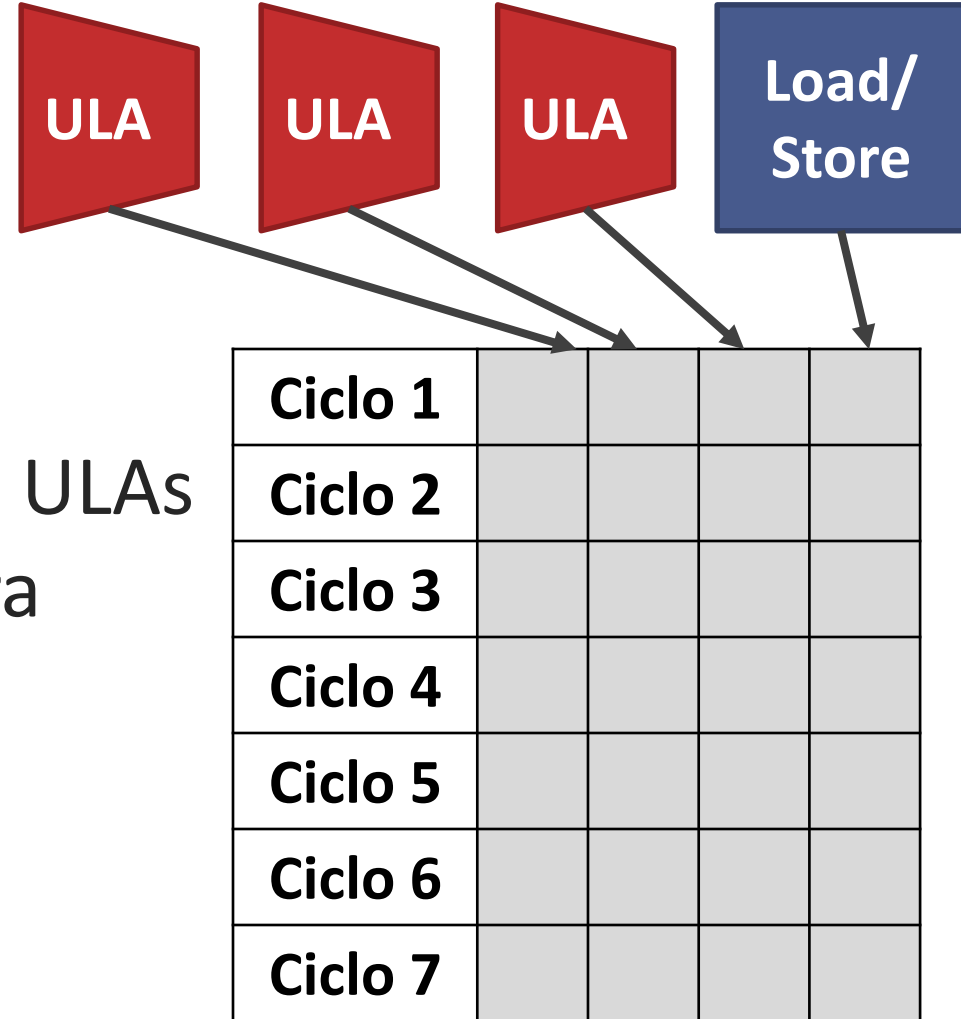 ULA
ULA
ULA
Load/
Store
Ciclo 1
ULAs
Ciclo 2
Ciclo 3
Ciclo 4
Ciclo 5
Ciclo 6
Ciclo 7